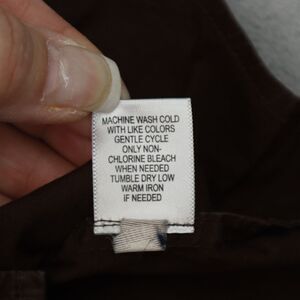 MACHINE WASH COLD
WITH LIKE COLORS
GENTLE CYCLE
ONLY NON-
CHLORINE BLEACH
WHEN NEEDED
TUMBLE DRY LOW
WARM IRON
IF NEEDED